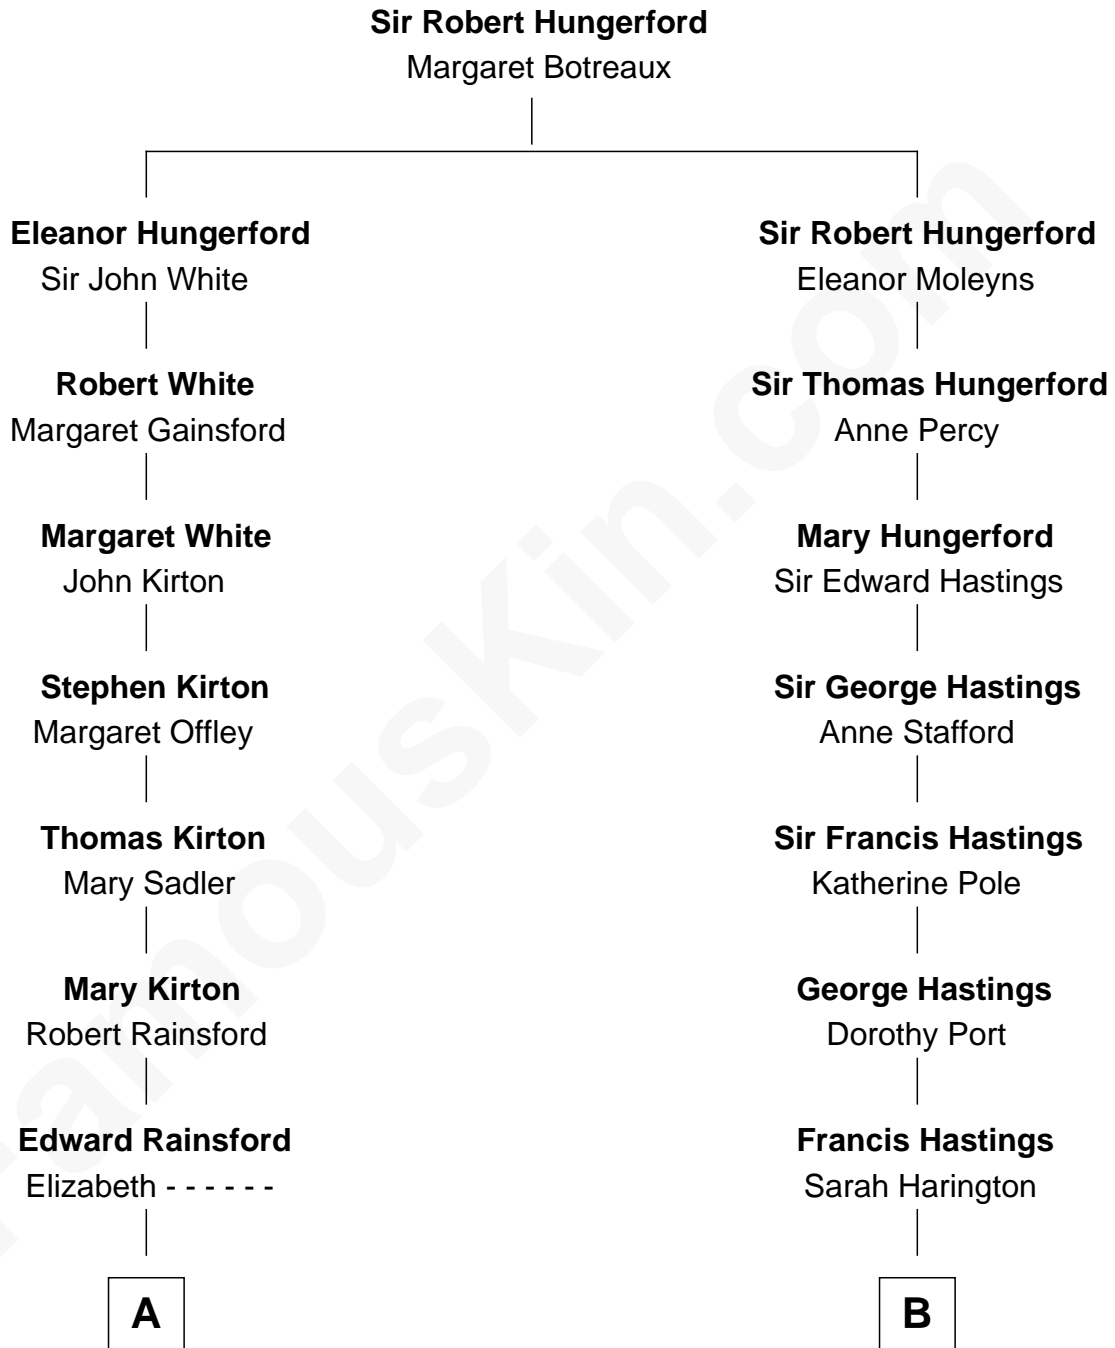 Sir Robert Hungerford
Margaret Botreaux
Eleanor Hungerford
Sir John White
Sir Robert Hungerford
Eleanor Moleyns
Robert White
Margaret Gainsford
Sir Thomas Hungerford
Anne Percy
Margaret White
John Kirton
Mary Hungerford
Sir Edward Hastings
Stephen Kirton
Margaret Offley
Sir George Hastings
Anne Stafford
Thomas Kirton
Mary Sadler
Sir Francis Hastings
Katherine Pole
Mary Kirton
Robert Rainsford
George Hastings
Dorothy Port
Edward Rainsford
Elizabeth - - - - - -
Francis Hastings
Sarah Harington
A
B
FamousKin.com